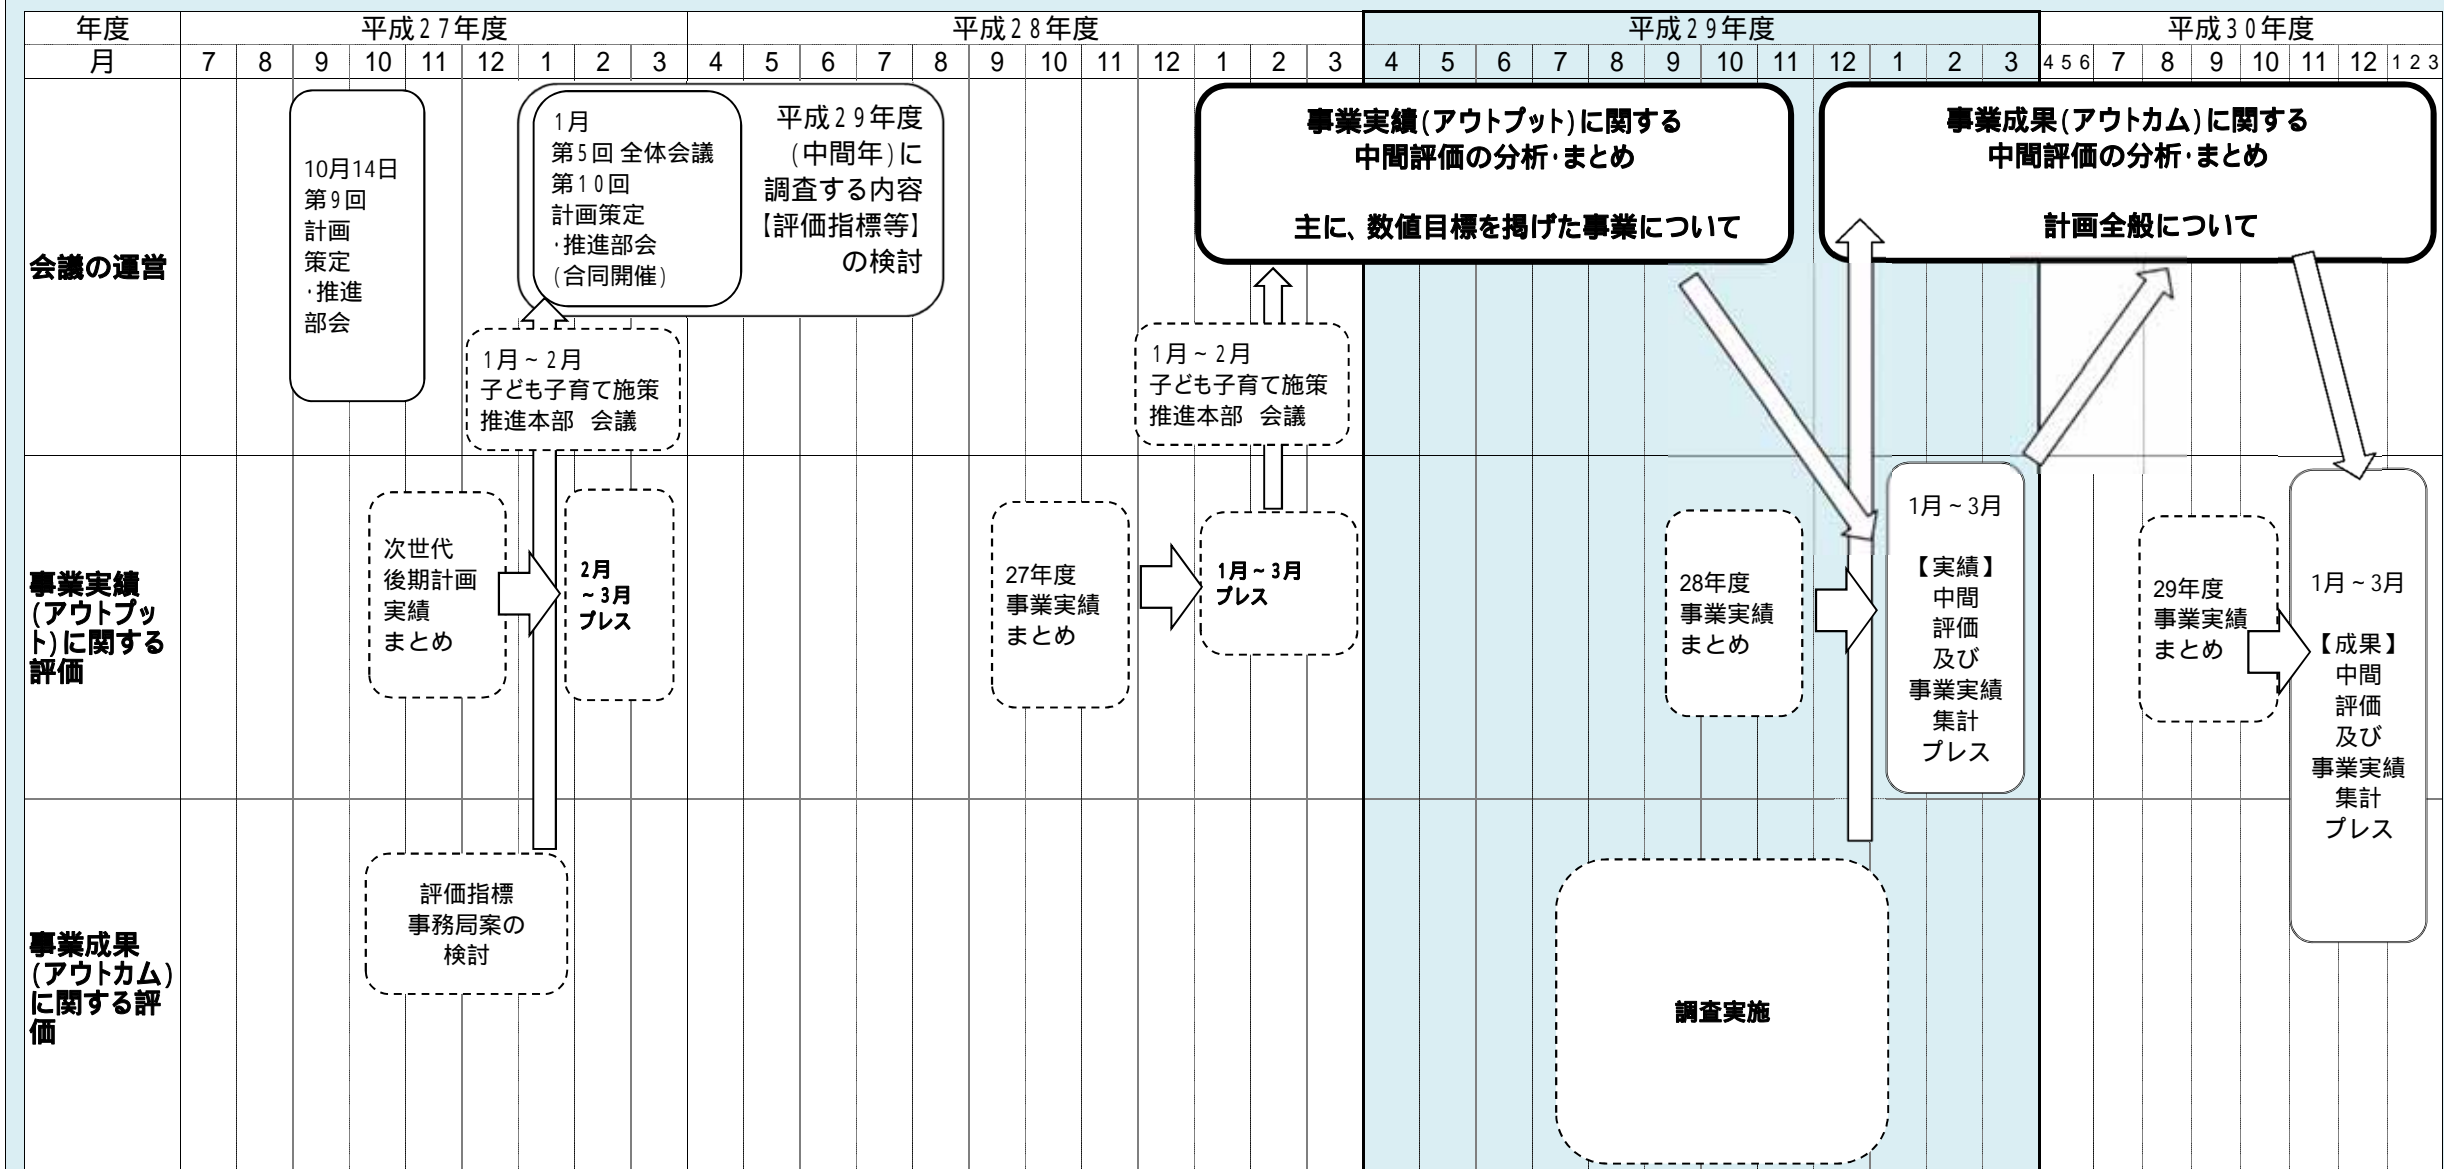 年度 平成27年度 平成28年度 平成29年度 平成30年度
月 7 8 9 10 11 12 1 2 3 4 5 6 7 8 9 10 11 12 1 2 3 4 5 6 7 8 9 10 11 12 1 2 3 4 5 6 7 8 9 10 11 12 1 2 3
会議の運営
10月14日
第9回
計画
策定
・推進
部会
1月
第5回 全体会議
第10回
計画策定
・推進部会
(合同開催)
平成29年度
(中間年)に
調査する内容
【評価指標等】
の検討
1月~2月
子ども子育て施策
推進本部 会議
1月~2月
子ども子育て施策
推進本部 会議
事業実績(アウトプット)に関する
中間評価の分析・まとめ
主に、数値目標を掲げた事業について
事業成果(アウトカム)に関する
中間評価の分析・まとめ
計画全般について
事業実績
(アウトプッ
ト)に関する
評価
次世代
後期計画
実績
まとめ
2月
~3月
プレス
27年度
事業実績
まとめ
1月~3月
プレス
28年度
事業実績
まとめ
1月~3月
【実績】
中間
評価
及び
事業実績
集計
プレス
29年度
事業実績
まとめ
1月~3月
【成果】
中間
評価
及び
事業実績
集計
プレス
事業成果
(アウトカム)
に関する評
価
評価指標
事務局案の
検討
調査実施